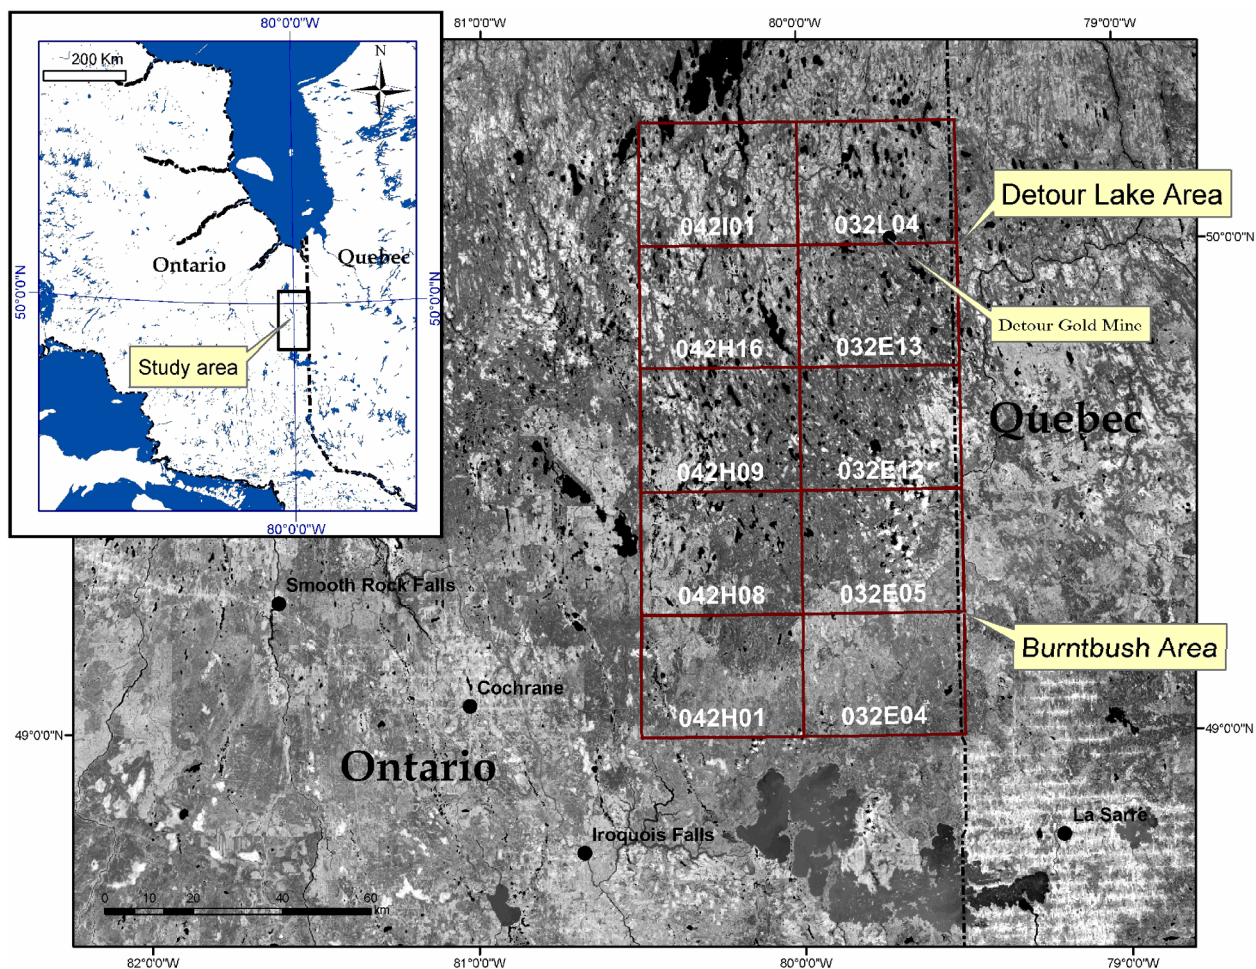 80°0'0"W
81°0'0"W
80°0'0"W
79°0'0"W
200 Km
N
Ontario
Quebec
50°0'0"N
50°0'0"N
Study area
80°0'0"W
042I01
032L04
Detour Lake Area
50°0'0"N
Detour Gold Mine
042H16
032E13
Quebec
042H09
032E12
Smooth Rock Falls
042H08
032E05
Burntbush Area
Cochrane
042H01
032E04
49°0'0"N
49°0'0"N
Ontario
La Sarre
Iroquois Falls
0 5 10 20 40 60
km
82°0'0"W
81°0'0"W
80°0'0"W
79°0'0"W